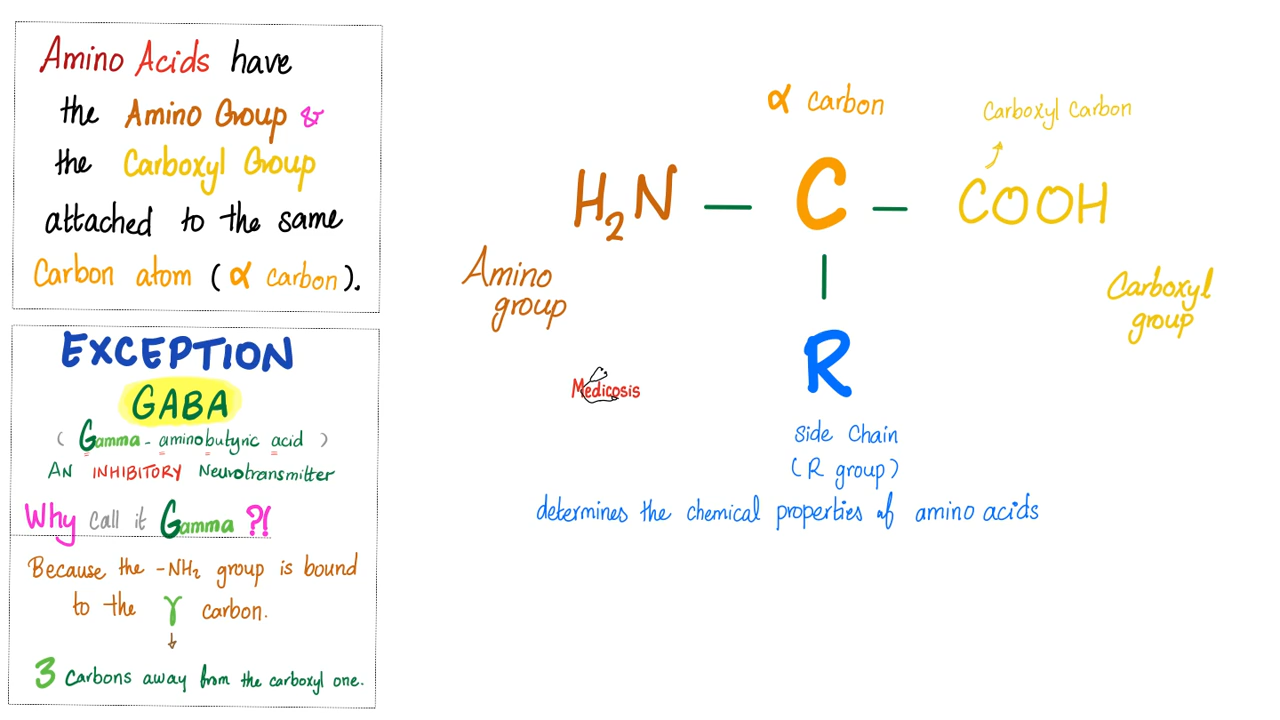 Amino Acids have
the Amino Group &
the Carboxyl Group
attached to the same
Carbon atom (α carbon).
EXCEPTION
GABA
(Gamma-aminobutyric acid)
AN INHIBITORY Neurotransmitter
Why call it Gamma ?!
Because the -NH₂ group is bound
to the γ carbon.
↓
3 Carbons away from the carboxyl one.
α carbon
Carboxyl Carbon
H₂N — C — COOH
Amino
group
Carboxyl
group
R
Medicosis
Side Chain
(R group)
determines the chemical properties of amino acids